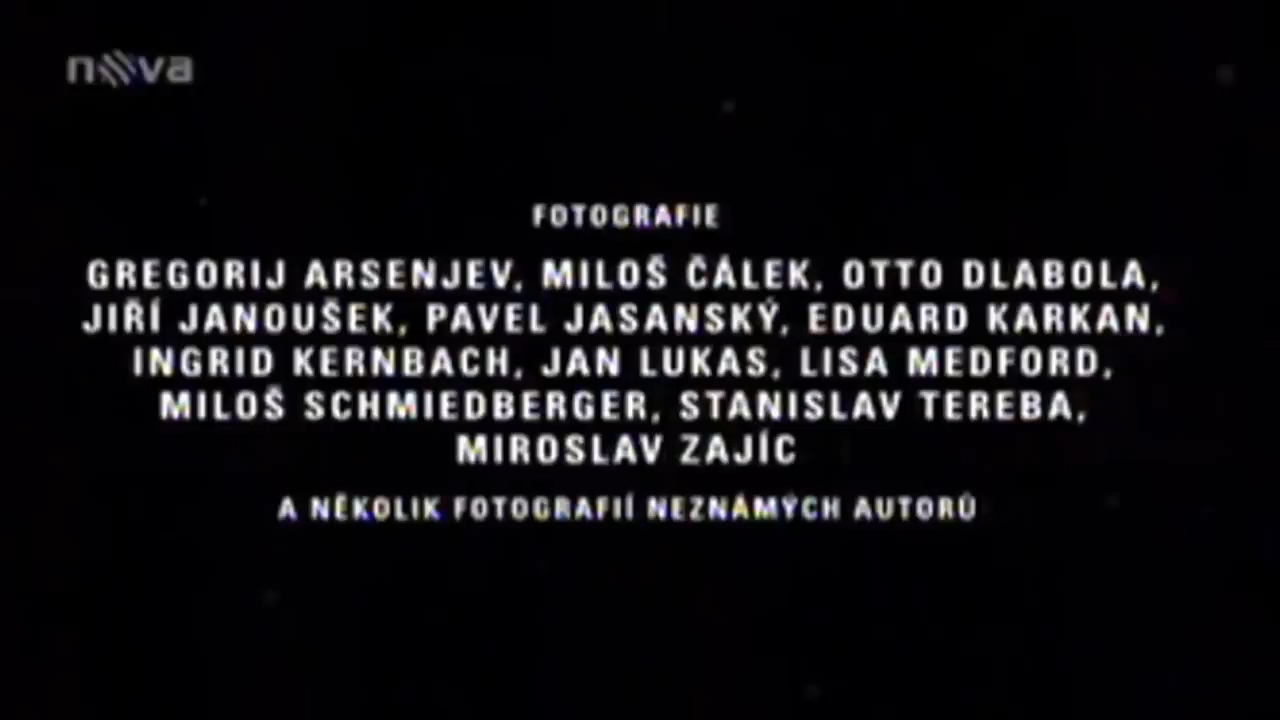 nova
FOTOGRAFIE
GREGORIJ ARSENJEV, MILOŠ ČÁLEK, OTTO DLABOLA,
JIŘÍ JANOUŠEK, PAVEL JASANSKÝ, EDUARD KARKAN,
INGRID KERNBACH, JAN LUKAS, LISA MEDFORD,
MILOŠ SCHMIEDBERGER, STANISLAV TEREBA,
MIROSLAV ZAJÍC
A NĚKOLIK FOTOGRAFIÍ NEZNÁMÝCH AUTORŮ